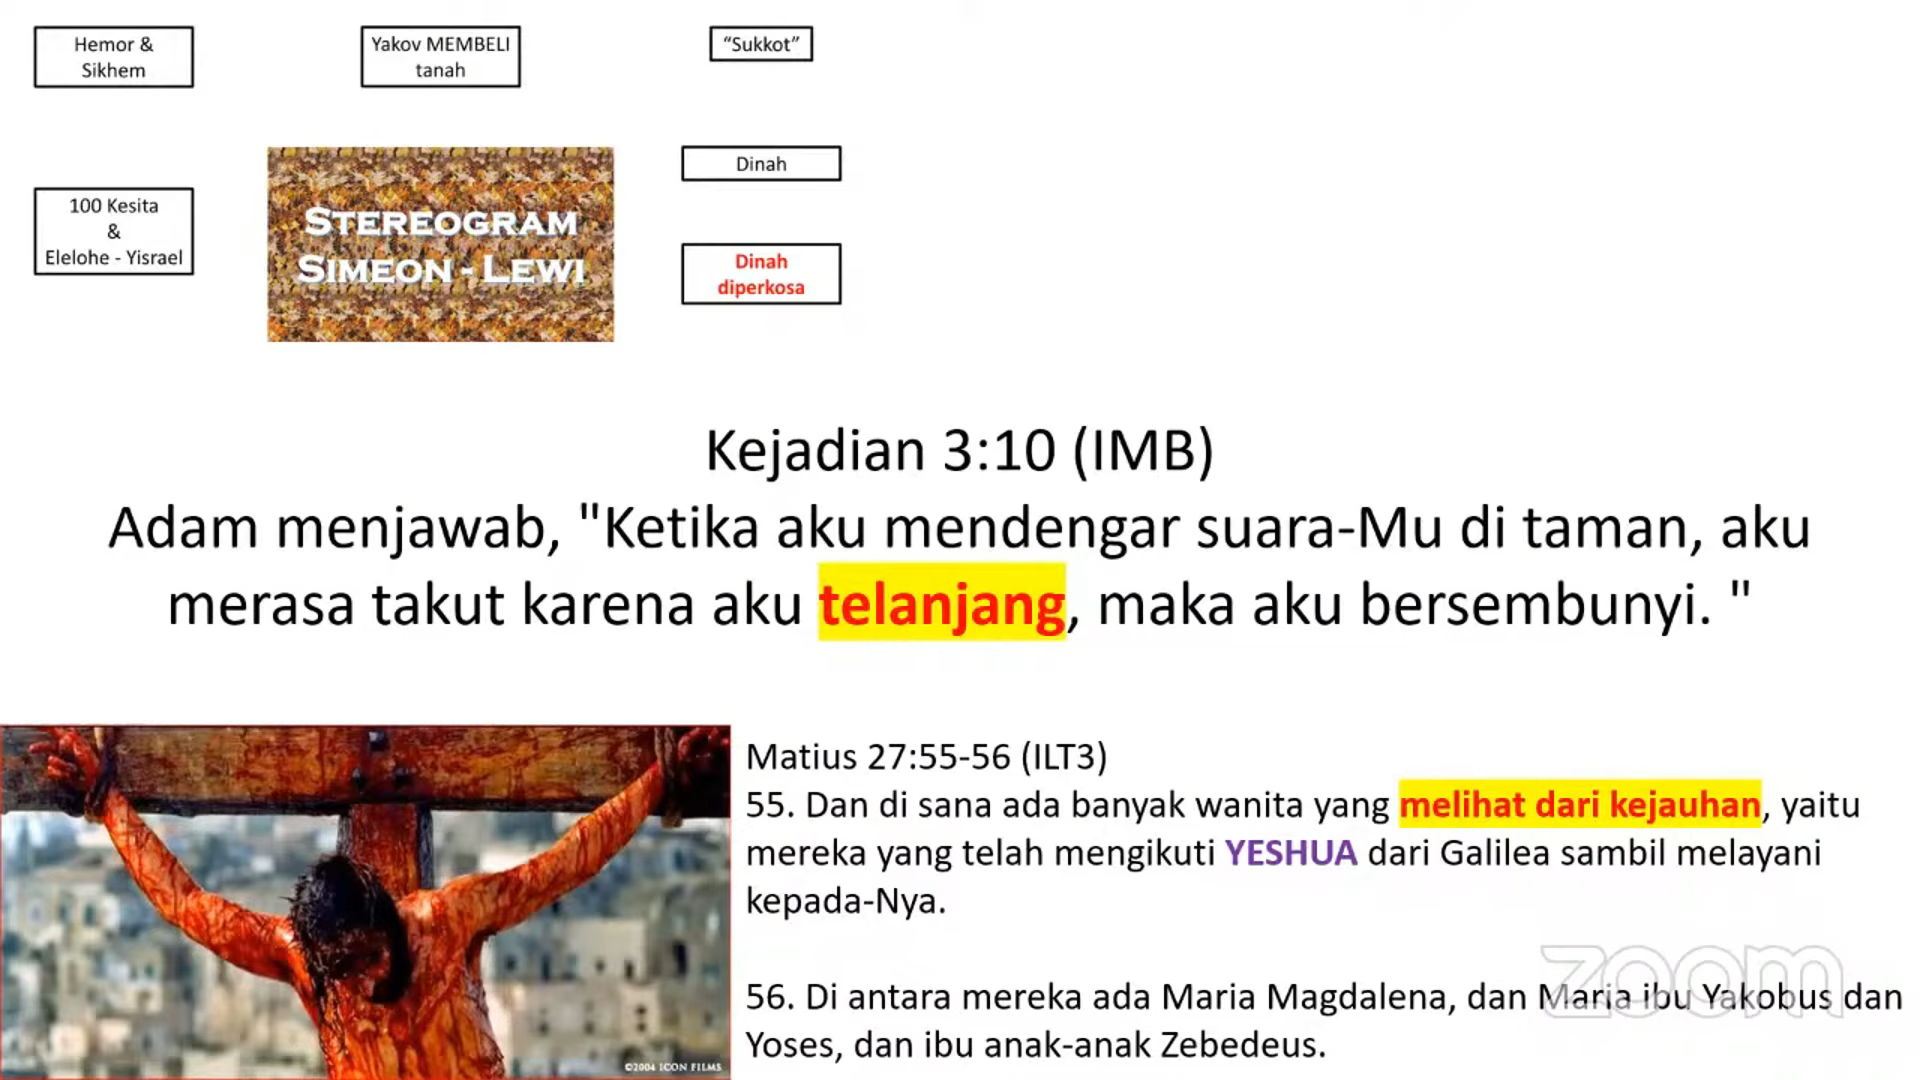 Hemor &
Sikhem
Yakov MEMBELI
tanah
“Sukkot”
Dinah
100 Kesita
&
Elelohe - Yisrael
STEREOGRAM
SIMEON - LEWI
Dinah
diperkosa
Kejadian 3:10 (IMB)
Adam menjawab, "Ketika aku mendengar suara-Mu di taman, aku
merasa takut karena aku telanjang, maka aku bersembunyi. "
Matius 27:55-56 (ILT3)
55. Dan di sana ada banyak wanita yang melihat dari kejauhan, yaitu
mereka yang telah mengikuti YESHUA dari Galilea sambil melayani
kepada-Nya.
56. Di antara mereka ada Maria Magdalena, dan Maria ibu Yakobus dan
Yoses, dan ibu anak-anak Zebedeus.
zoom
©2004 ICON FILMS